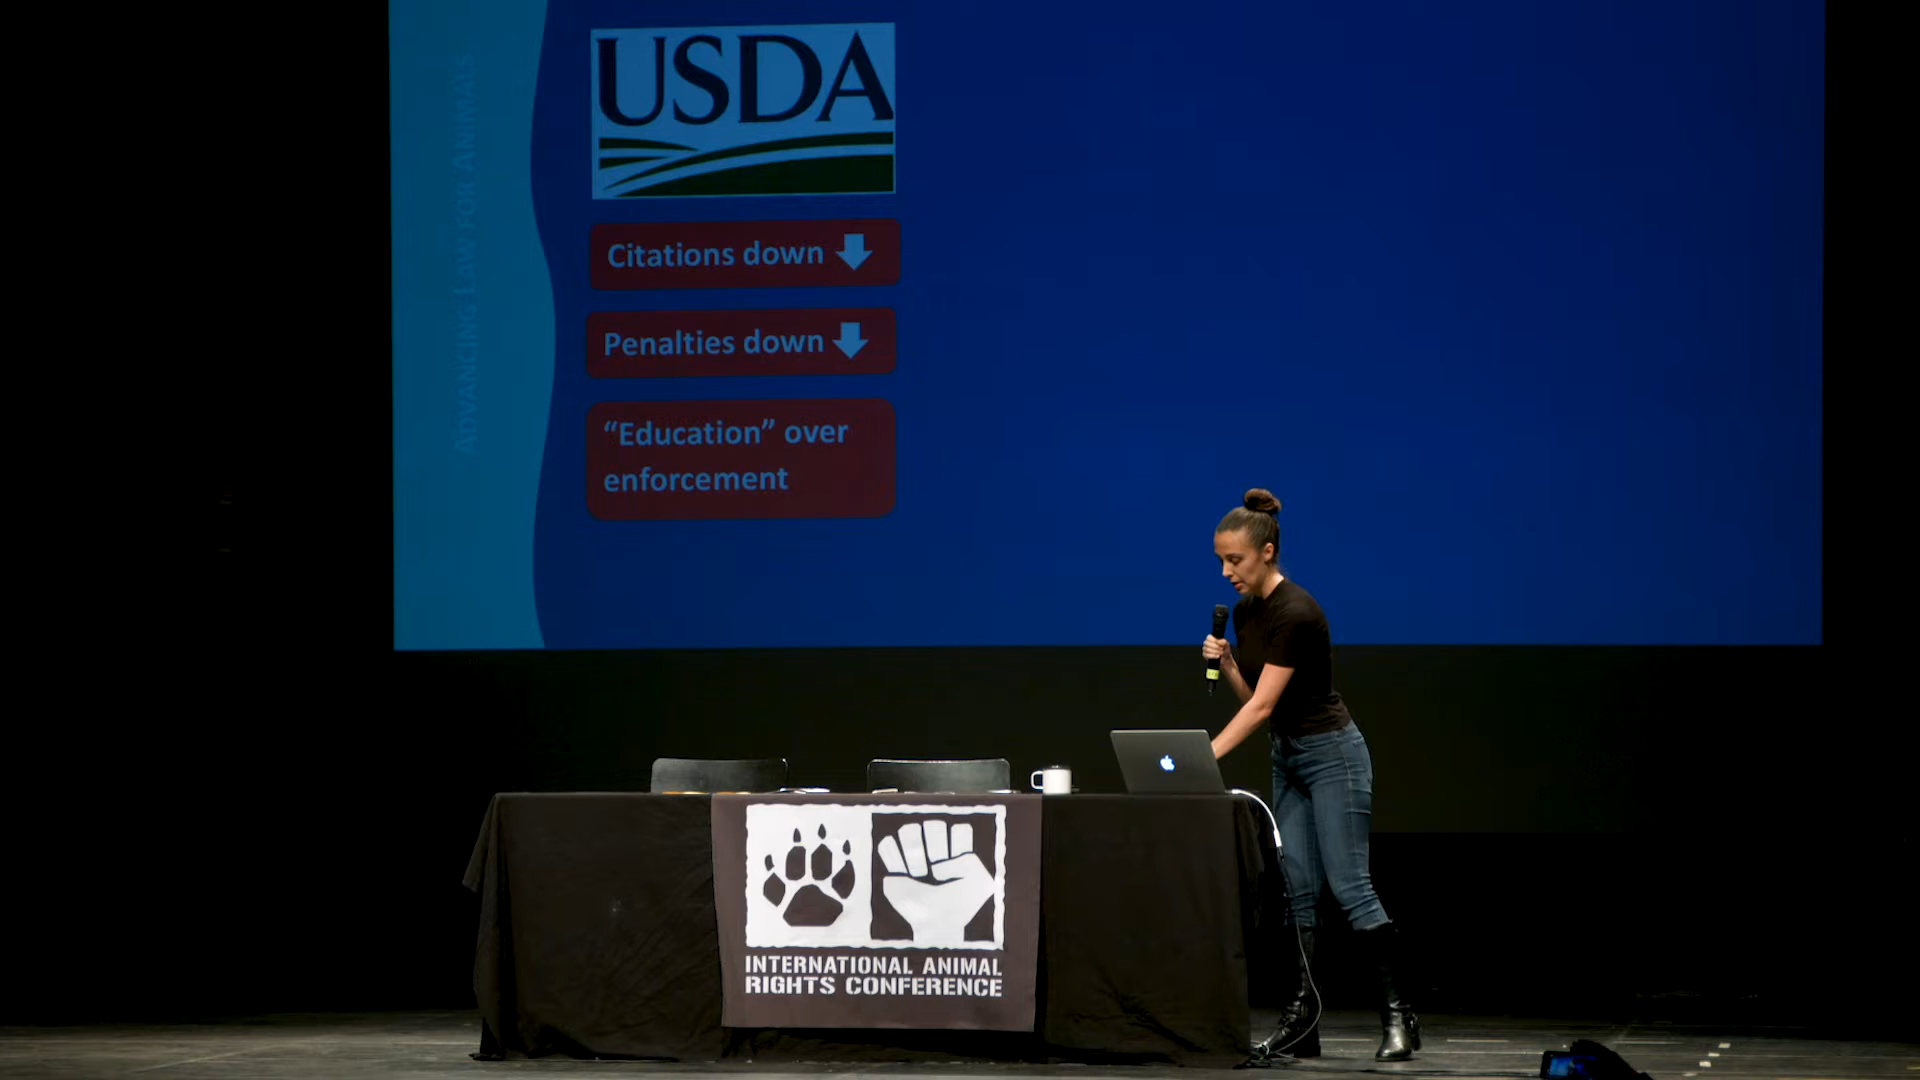 ADVANCING LAW FOR ANIMALS
USDA
Citations down
Penalties down
“Education” over
enforcement
INTERNATIONAL ANIMAL
RIGHTS CONFERENCE